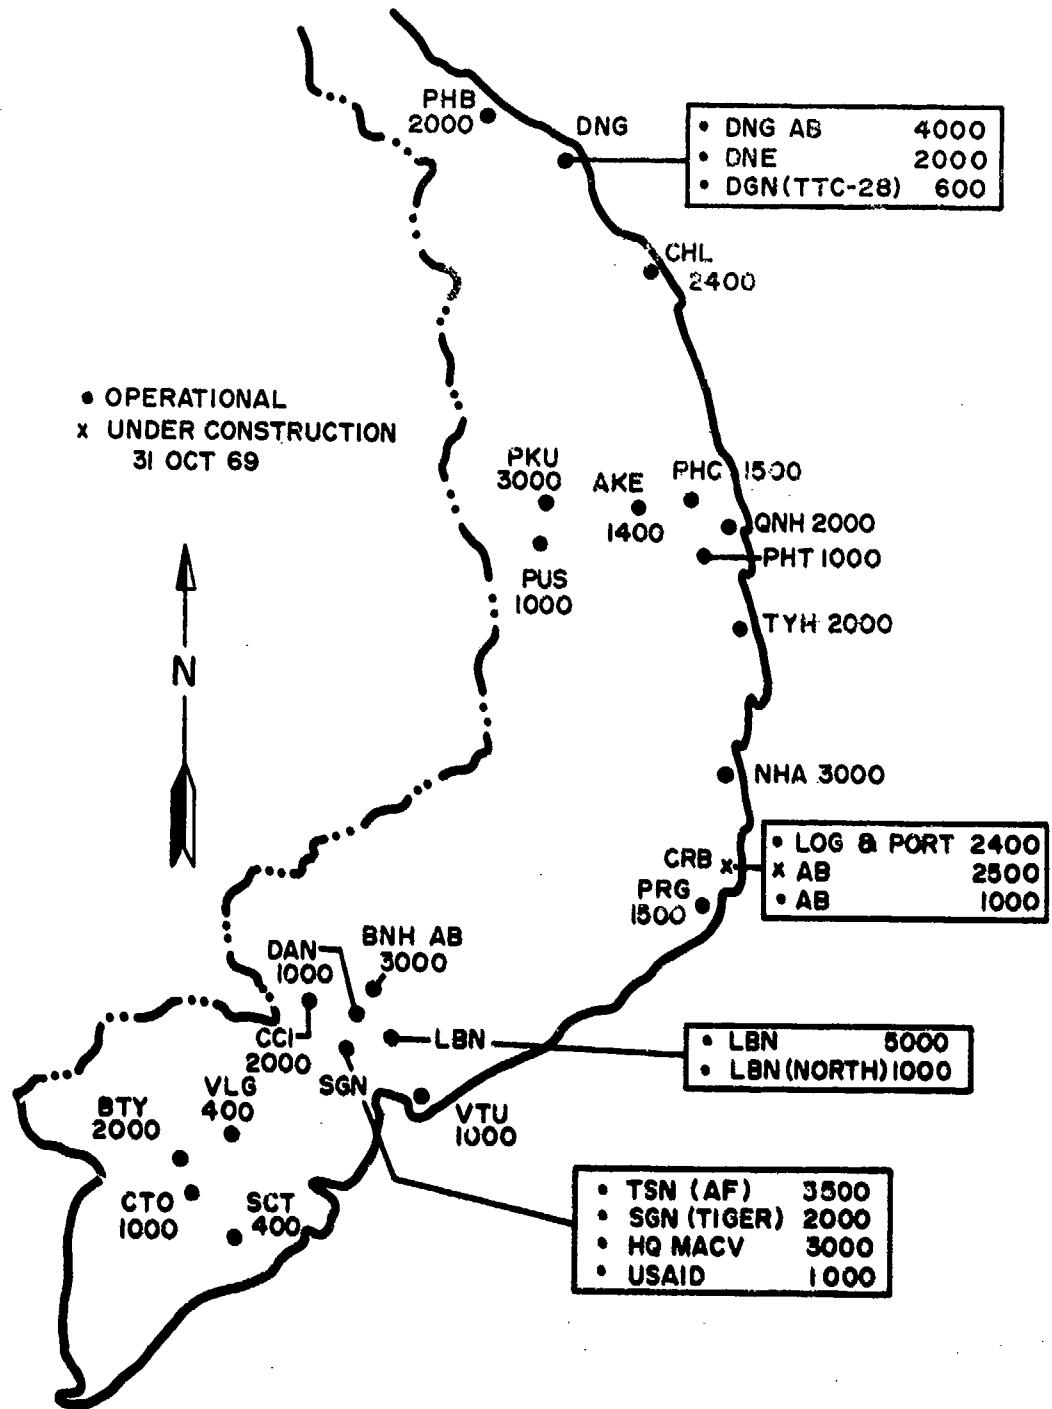 PHB
2000
DNG
• DNG AB 4000
• DNE 2000
• DGN (TTC-28) 600
CHL
2400
• OPERATIONAL
x UNDER CONSTRUCTION
31 OCT 69
PKU
3000
AKE
1400
PHC 1500
QNH 2000
PHT 1000
PUS
1000
TYH 2000
N
NHA 3000
CRB
• LOG & PORT 2400
x AB 2500
• AB 1000
PRG
1500
DAN
1000
BNH AB
3000
CCI
2000
LBN
• LBN 5000
• LBN (NORTH) 1000
SGN
VLG
400
BTY
2000
VTU
1000
CTO
1000
SCT
400
• TSN (AF) 3500
• SGN (TIGER) 2000
• HQ MACV 3000
• USAID 1000